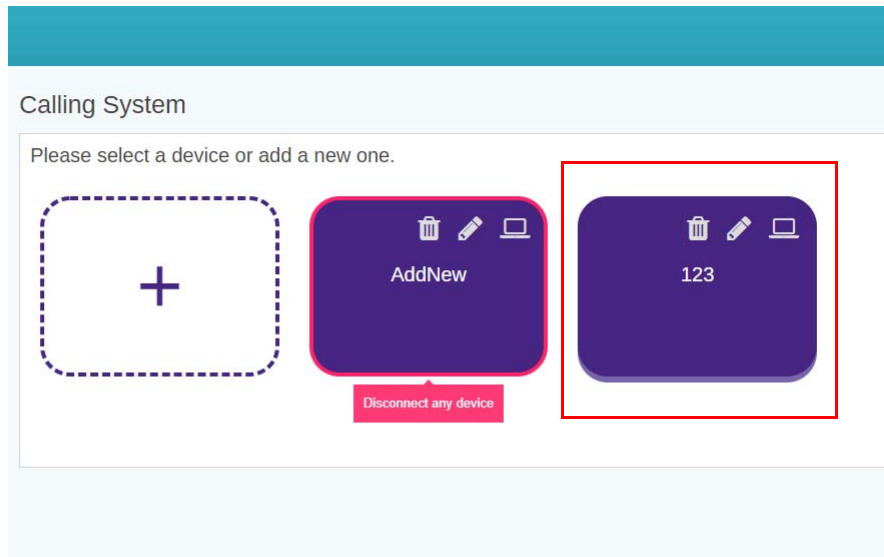 Calling System
Please select a device or add a new one.
AddNew
123
Disconnect any device